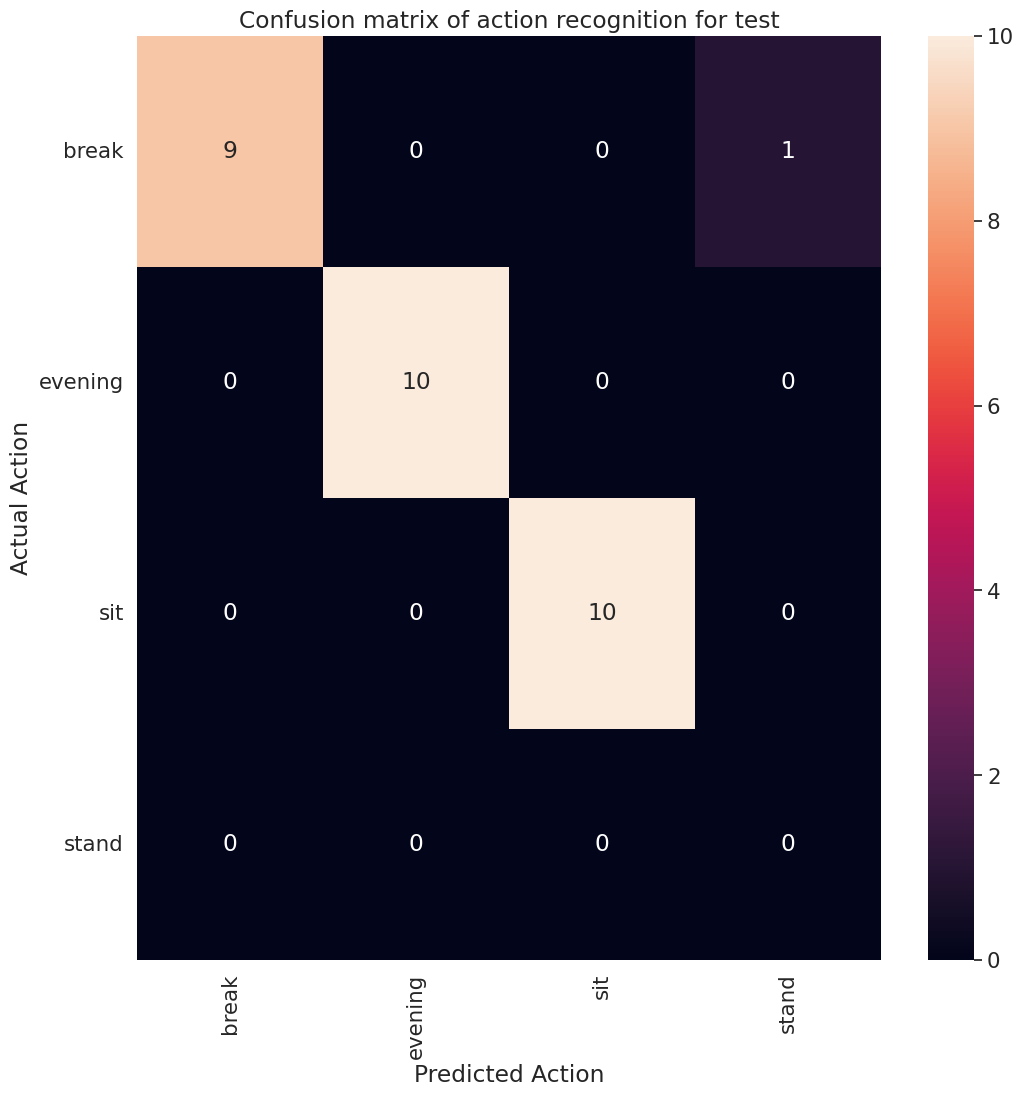 Confusion matrix of action recognition for test
break 9 0 0 1
evening 0 10 0 0
sit 0 0 10 0
stand 0 0 0 0
break evening sit stand
Predicted Action
Actual Action
10
8
6
4
2
0